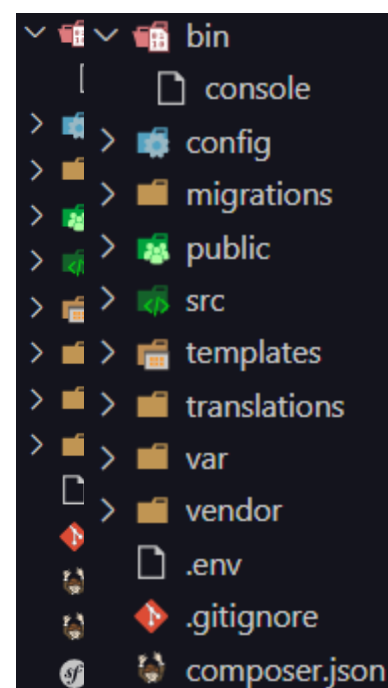 bin
console
config
migrations
public
src
templates
translations
var
vendor
.env
.gitignore
composer.json